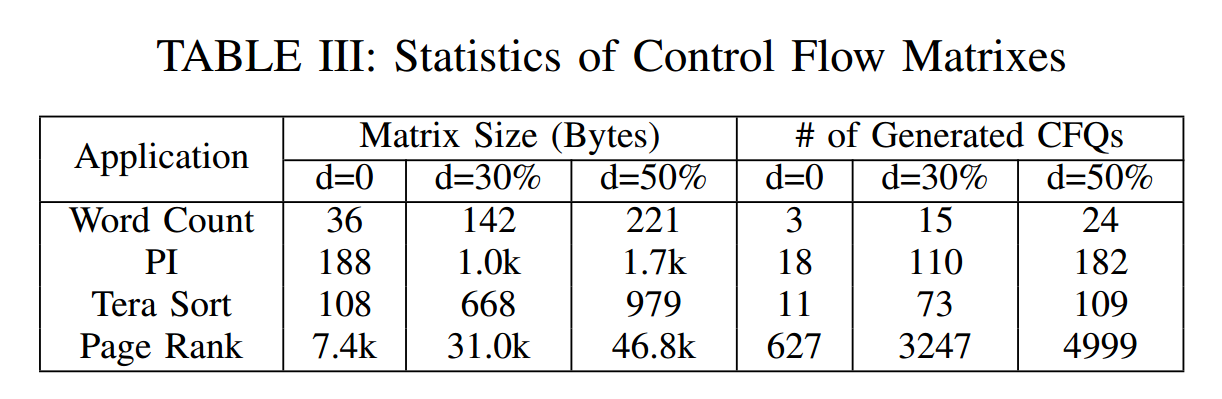 TABLE III: Statistics of Control Flow Matrixes
Application Matrix Size (Bytes) # of Generated CFQs
d=0 d=30% d=50% d=0 d=30% d=50%
Word Count 36 142 221 3 15 24
PI 188 1.0k 1.7k 18 110 182
Tera Sort 108 668 979 11 73 109
Page Rank 7.4k 31.0k 46.8k 627 3247 4999